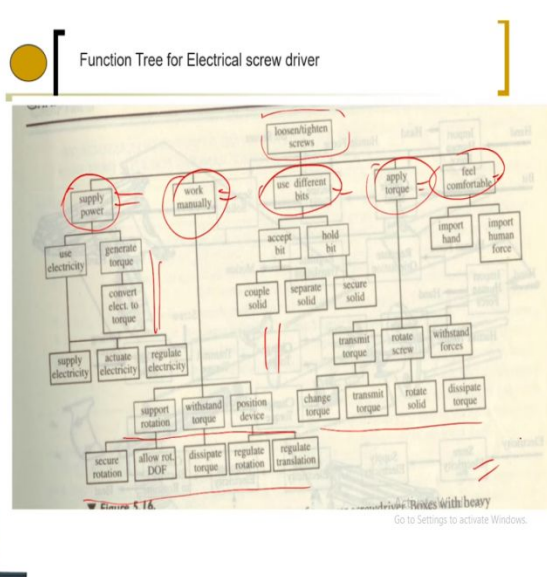 Function Tree for Electrical screw driver
loosen/tighten
screws
supply
power
work
manually
use different
bits
apply
torque
feel
comfortable
use
electricity
generate
torque
convert
elect. to
torque
supply
electricity
actuate
electricity
regulate
electricity
accept
bit
hold
bit
couple
solid
separate
solid
secure
solid
import
hand
import
human
force
transmit
torque
rotate
screw
withstand
forces
change
torque
transmit
torque
rotate
solid
dissipate
torque
support
rotation
withstand
torque
position
device
secure
rotation
allow rot.
DOF
dissipate
torque
regulate
rotation
regulate
translation
▼ Figure 5.16
screwdriver. Boxes with heavy
Go to Settings to activate Windows.